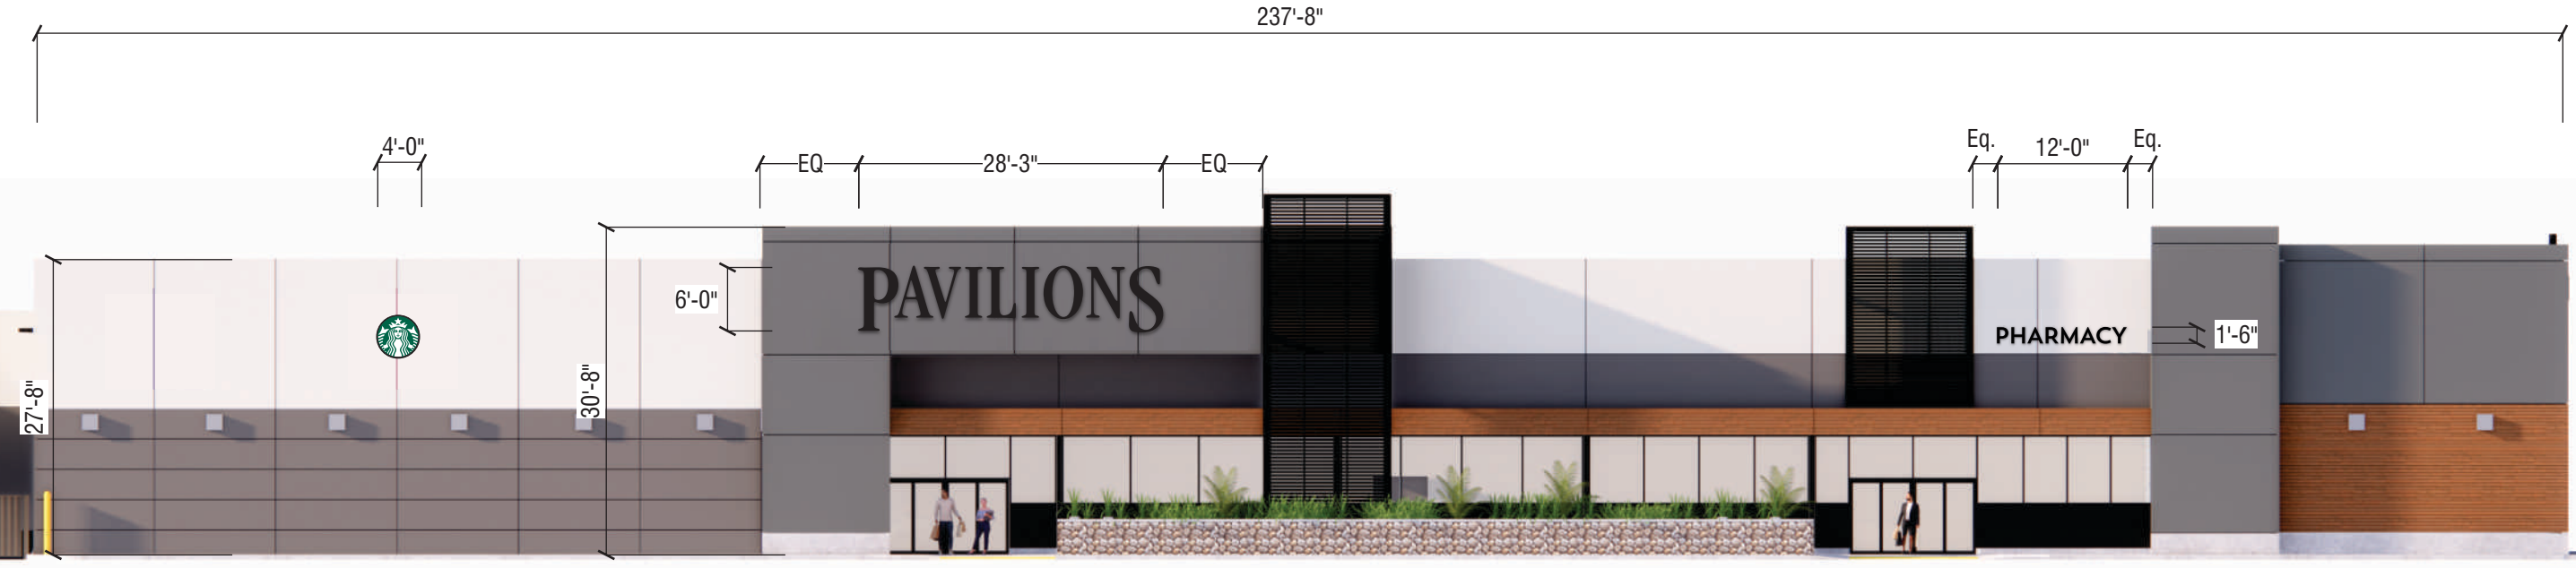 237'-8"
4'-0"
EQ 28'-3" EQ
Eq. 12'-0" Eq.
6'-0"
PAVILIONS
PHARMACY
1'-6"
27'-8"
30'-8"